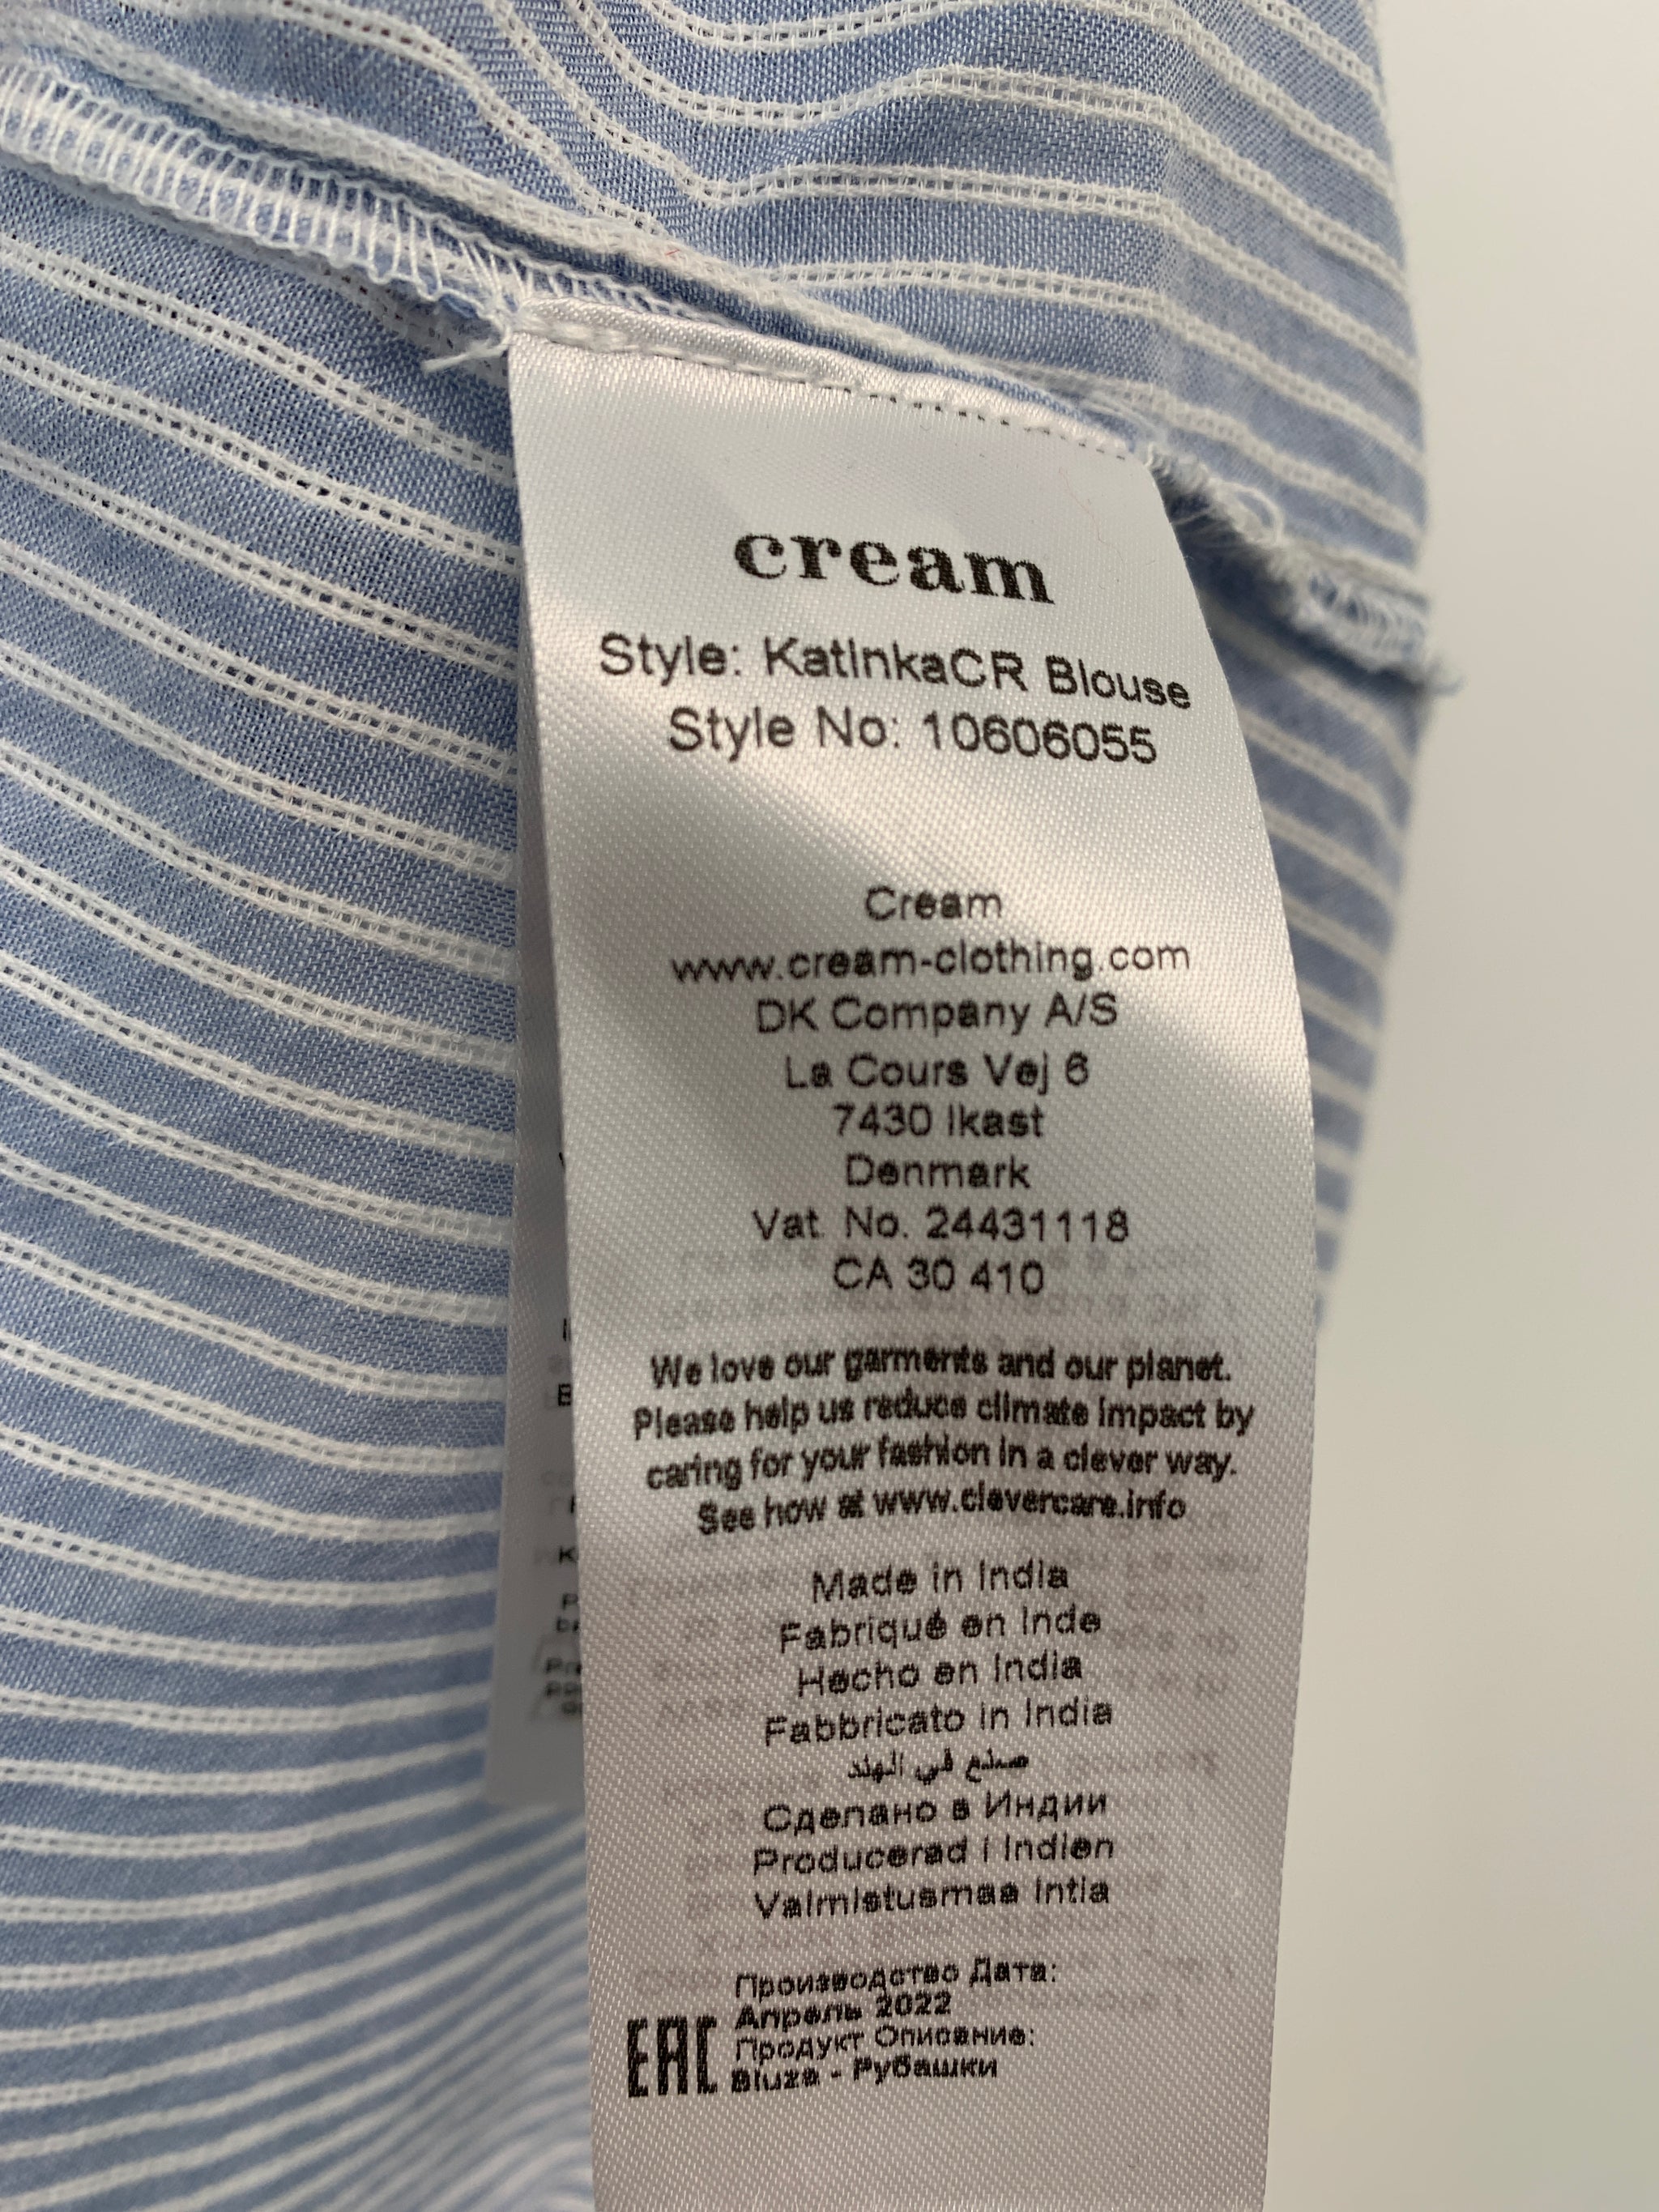 cream
Style: KatinkaCR Blouse
Style No: 10606055
Cream
www.cream-clothing.com
DK Company A/S
La Cours Vej 6
7430 Ikast
Denmark
Vat. No. 24431118
CA 30 410
We love our garments and our planet.
Please help us reduce climate impact by
caring for your fashion in a clever way.
See how at www.clevercare.info
Made in India
Fabriqué en Inde
Hecho en India
Fabbricato in India
صنع في الهند
Сделано в Индии
Producerad i Indien
Valmistusmaa Intia
Производство Дата:
Апрель 2022
Продукт Описание:
Bluza - Рубашки
EAC